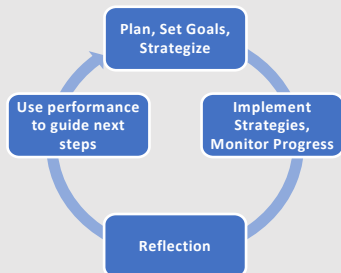 Plan, Set Goals,
Strategize
Implement
Strategies,
Monitor Progress
Reflection
Use performance
to guide next
steps